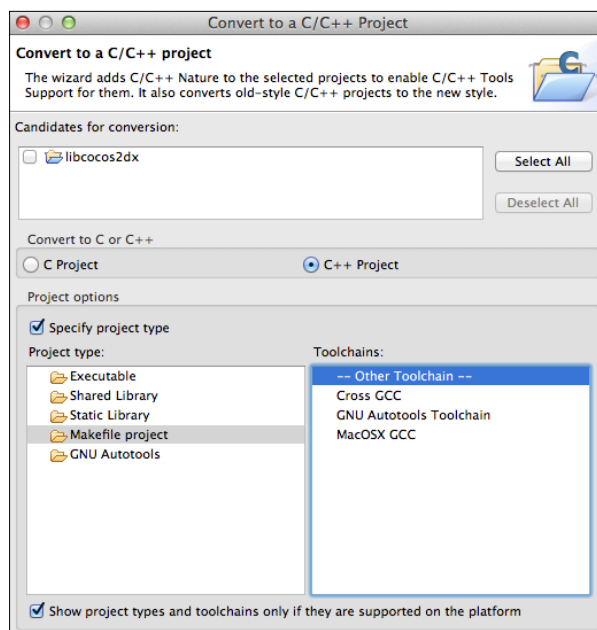 Convert to a C/C++ Project
Convert to a C/C++ project
The wizard adds C/C++ Nature to the selected projects to enable C/C++ Tools
Support for them. It also converts old-style C/C++ projects to the new style.
C
Candidates for conversion:
libcocos2dx
Select All
Deselect All
Convert to C or C++
C Project
C++ Project
Project options
Specify project type
Project type:
Toolchains:
Executable
Shared Library
Static Library
Makefile project
GNU Autotools
-- Other Toolchain --
Cross GCC
GNU Autotools Toolchain
MacOSX GCC
Show project types and toolchains only if they are supported on the platform